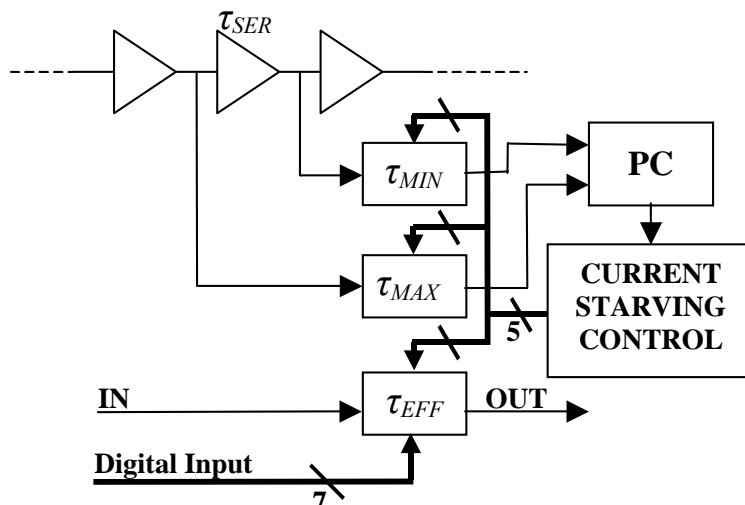 τSER
τMIN
PC
τMAX
CURRENT
STARVING
CONTROL
5
IN
τEFF
OUT
Digital Input
7